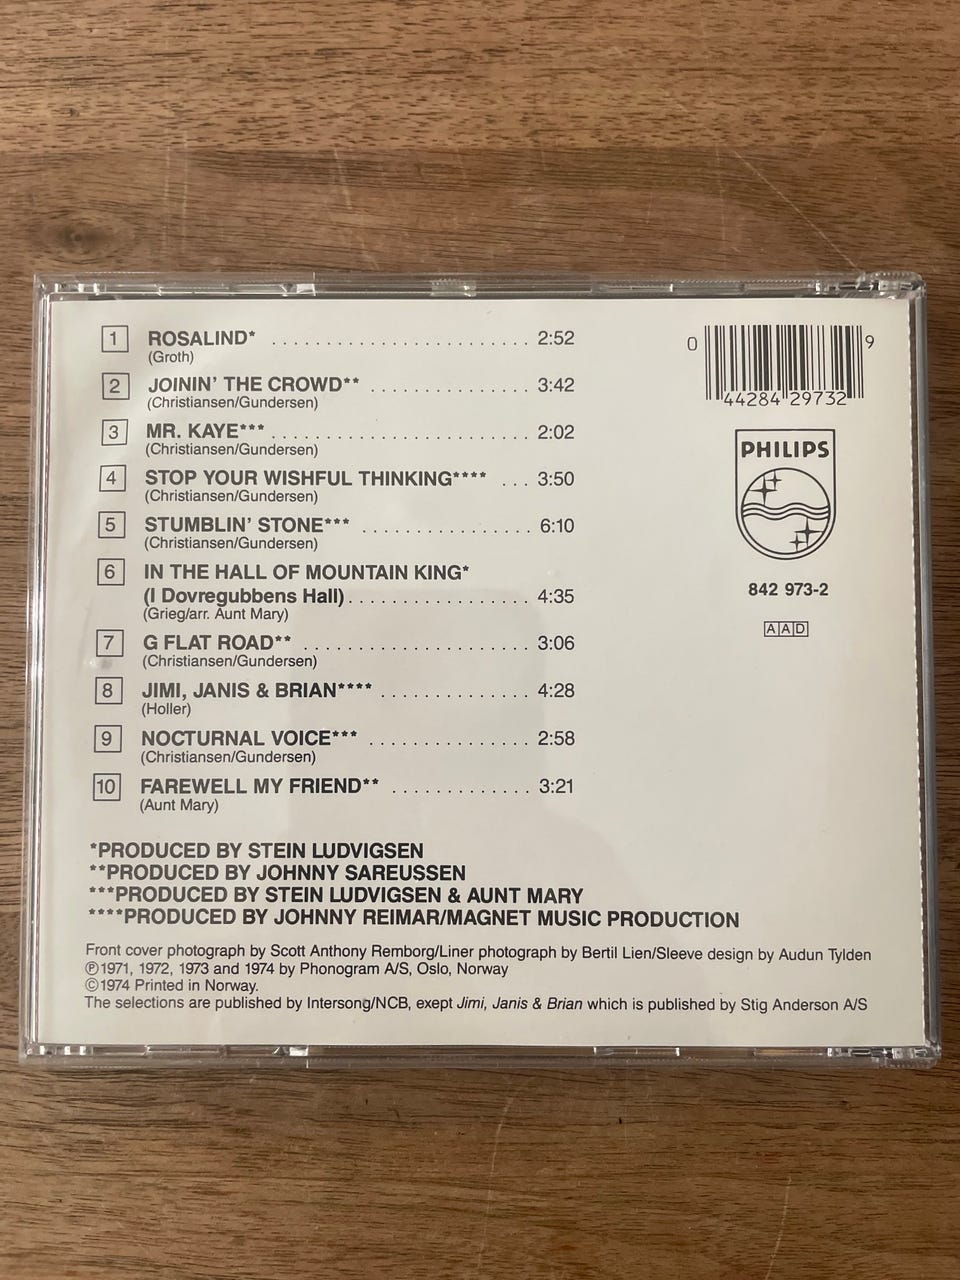 1 ROSALIND* .......................... 2:52
(Groth)
2 JOININ' THE CROWD** ................ 3:42
(Christiansen/Gundersen)
3 MR. KAYE*** .......................... 2:02
(Christiansen/Gundersen)
4 STOP YOUR WISHFUL THINKING**** ... 3:50
(Christiansen/Gundersen)
5 STUMBLIN' STONE*** ................. 6:10
(Christiansen/Gundersen)
6 IN THE HALL OF MOUNTAIN KING*
(I Dovregubbens Hall) .................. 4:35
(Grieg/arr. Aunt Mary)
7 G FLAT ROAD** ....................... 3:06
(Christiansen/Gundersen)
8 JIMI, JANIS & BRIAN**** ............... 4:28
(Holler)
9 NOCTURNAL VOICE*** ................ 2:58
(Christiansen/Gundersen)
10 FAREWELL MY FRIEND** .............. 3:21
(Aunt Mary)
*PRODUCED BY STEIN LUDVIGSEN
**PRODUCED BY JOHNNY SAREUSSEN
***PRODUCED BY STEIN LUDVIGSEN & AUNT MARY
****PRODUCED BY JOHNNY REIMAR/MAGNET MUSIC PRODUCTION
Front cover photograph by Scott Anthony Remborg/Liner photograph by Bertil Lien/Sleeve design by Audun Tylden
℗1971, 1972, 1973 and 1974 by Phonogram A/S, Oslo, Norway
©1974 Printed in Norway.
The selections are published by Intersong/NCB, exept Jimi, Janis & Brian which is published by Stig Anderson A/S
0 44284 29732 9
PHILIPS
842 973-2
AAD